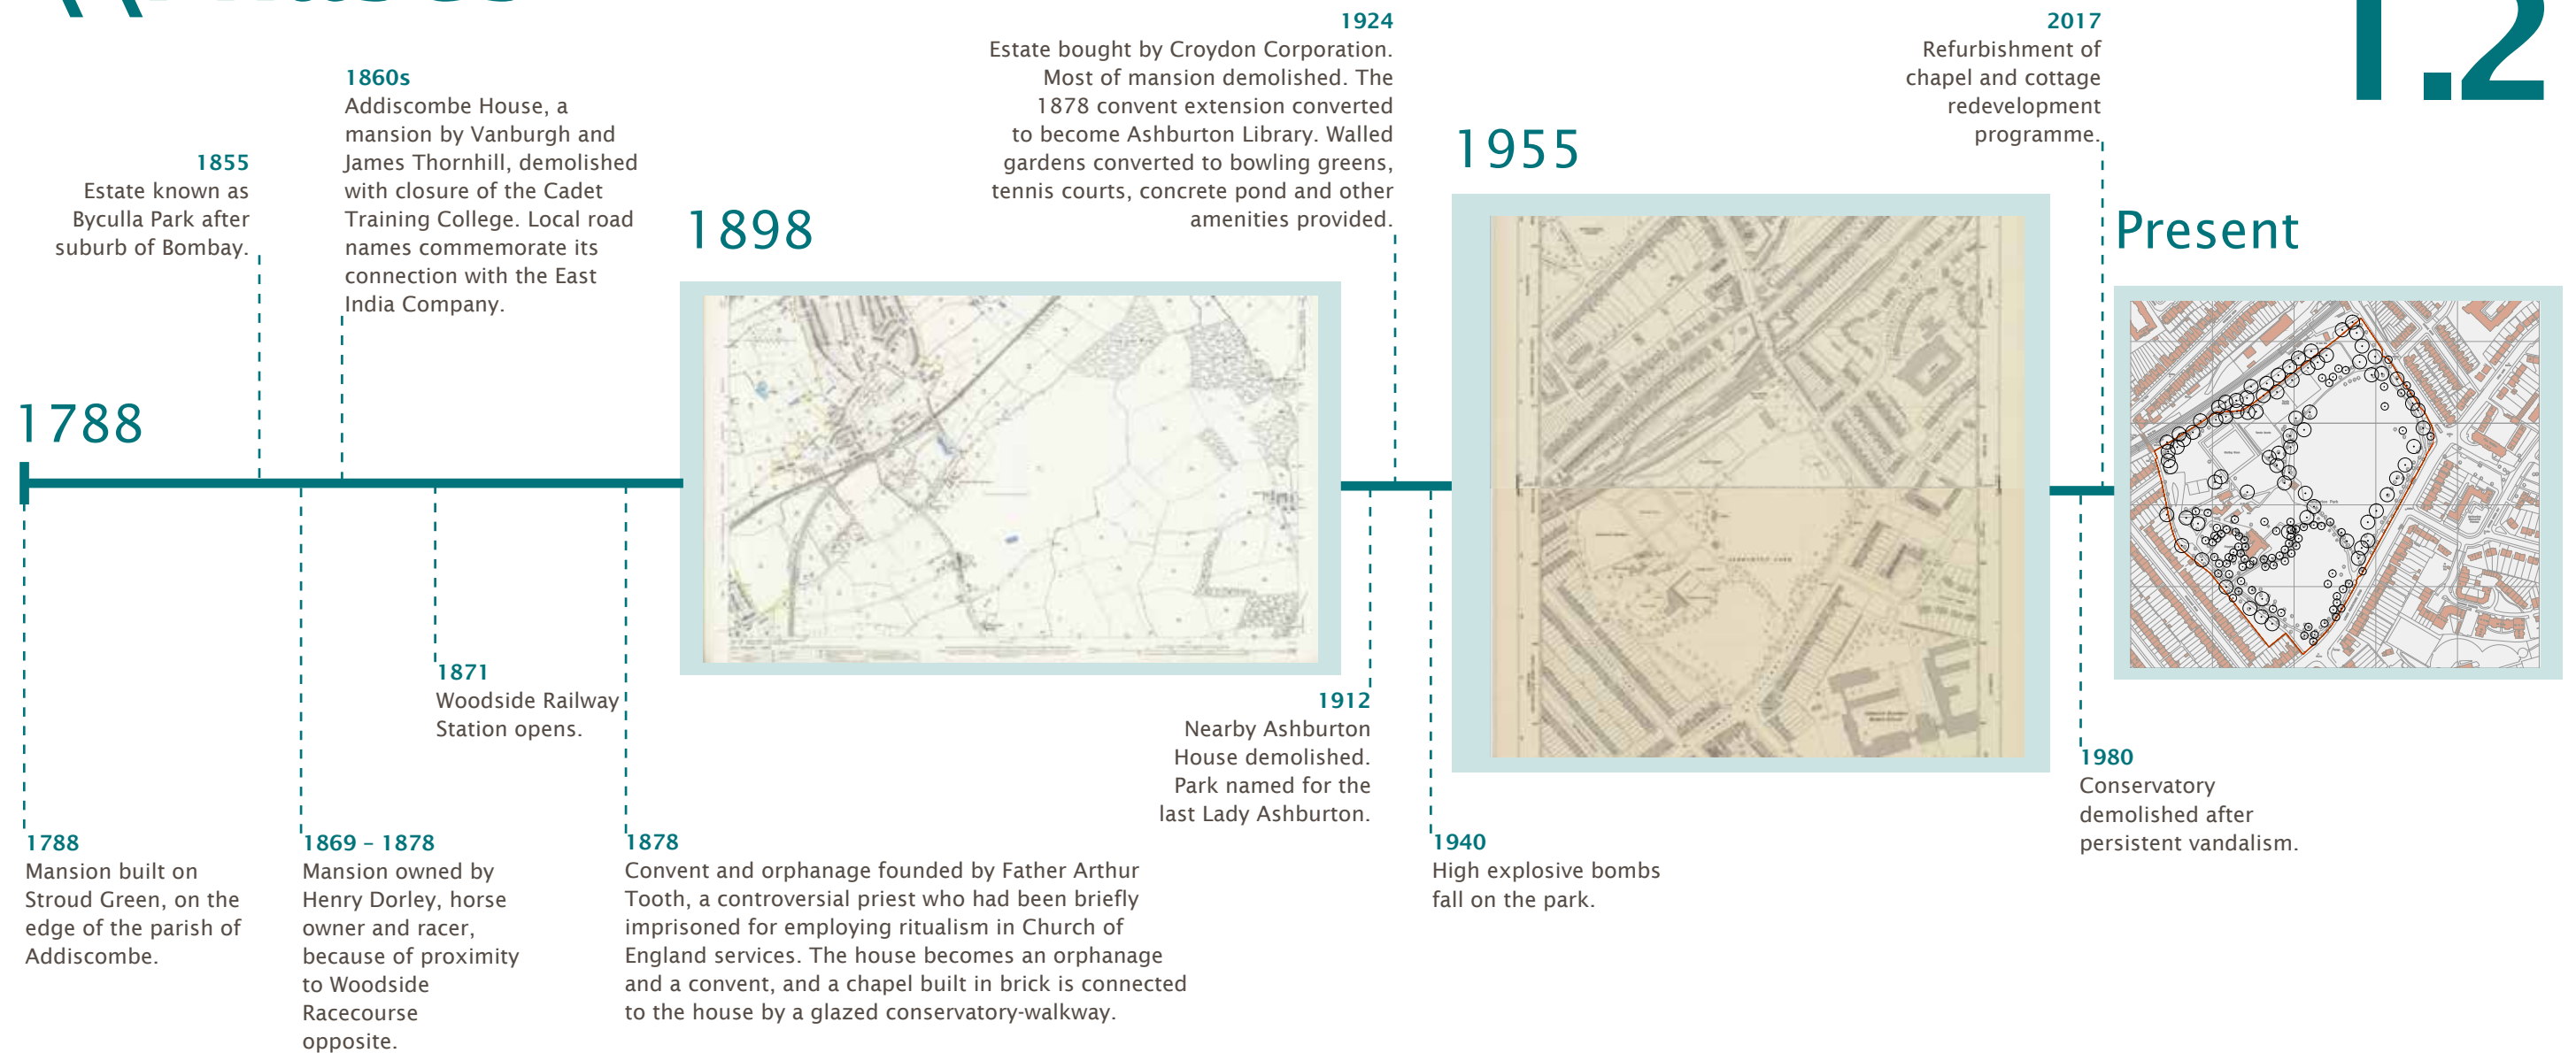 1.2
1788
1855
Estate known as
Byculla Park after
suburb of Bombay.
1860s
Addiscombe House, a
mansion by Vanburgh and
James Thornhill, demolished
with closure of the Cadet
Training College. Local road
names commemorate its
connection with the East
India Company.
1898
1924
Estate bought by Croydon Corporation.
Most of mansion demolished. The
1878 convent extension converted
to become Ashburton Library. Walled
gardens converted to bowling greens,
tennis courts, concrete pond and other
amenities provided.
1955
2017
Refurbishment of
chapel and cottage
redevelopment
programme.
Present
1788
Mansion built on
Stroud Green, on the
edge of the parish of
Addiscombe.
1869 – 1878
Mansion owned by
Henry Dorley, horse
owner and racer,
because of proximity
to Woodside
Racecourse
opposite.
1871
Woodside Railway
Station opens.
1878
Convent and orphanage founded by Father Arthur
Tooth, a controversial priest who had been briefly
imprisoned for employing ritualism in Church of
England services. The house becomes an orphanage
and a convent, and a chapel built in brick is connected
to the house by a glazed conservatory-walkway.
1912
Nearby Ashburton
House demolished.
Park named for the
last Lady Ashburton.
1940
High explosive bombs
fall on the park.
1980
Conservatory
demolished after
persistent vandalism.